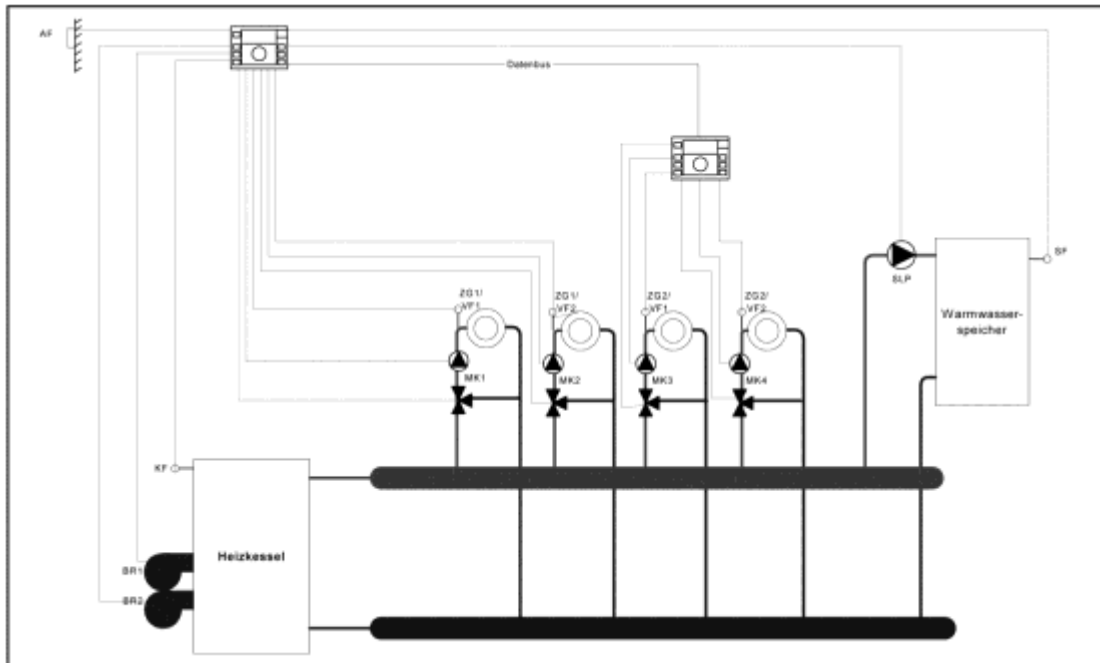 AF
Datenbus
SF
SLP
ZG1/
VF1
ZG1/
VF2
ZG2/
VF1
ZG2/
VF2
Warmwasser-
speicher
MK1
MK2
MK3
MK4
KF
Heizkessel
BR1
BR2